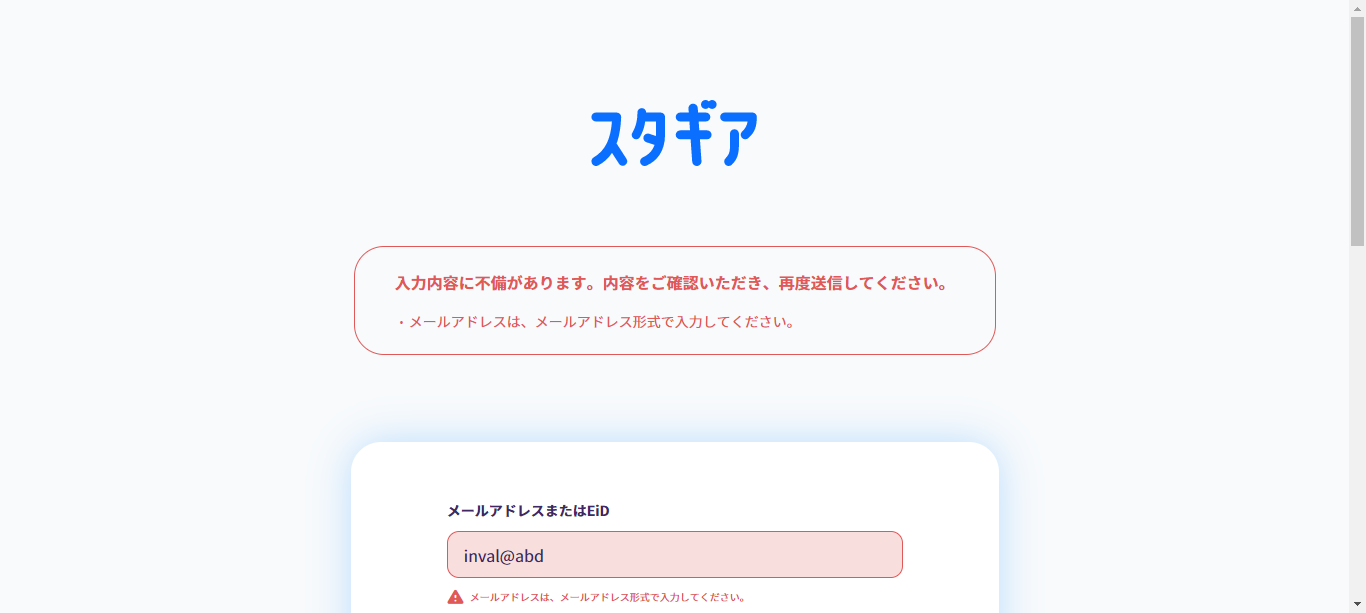 スタギア
入力内容に不備があります。内容をご確認いただき、再度送信してください。
・メールアドレスは、メールアドレス形式で入力してください。
メールアドレスまたはEiD
inval@abd
メールアドレスは、メールアドレス形式で入力してください。